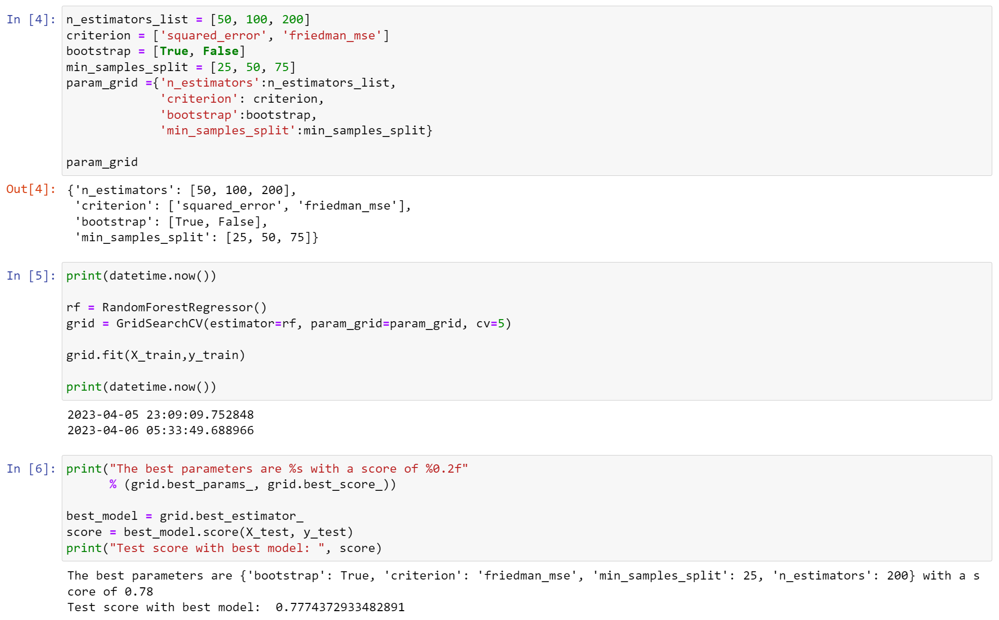 In [4]: n_estimators_list = [50, 100, 200]
criterion = ['squared_error', 'friedman_mse']
bootstrap = [True, False]
min_samples_split = [25, 50, 75]
param_grid ={'n_estimators':n_estimators_list,
'criterion': criterion,
'bootstrap':bootstrap,
'min_samples_split':min_samples_split}
param_grid
Out[4]: {'n_estimators': [50, 100, 200],
'criterion': ['squared_error', 'friedman_mse'],
'bootstrap': [True, False],
'min_samples_split': [25, 50, 75]}
In [5]: print(datetime.now())
rf = RandomForestRegressor()
grid = GridSearchCV(estimator=rf, param_grid=param_grid, cv=5)
grid.fit(X_train,y_train)
print(datetime.now())
2023-04-05 23:09:09.752848
2023-04-06 05:33:49.688966
In [6]: print("The best parameters are %s with a score of %0.2f"
% (grid.best_params_, grid.best_score_))
best_model = grid.best_estimator_
score = best_model.score(X_test, y_test)
print("Test score with best model: ", score)
The best parameters are {'bootstrap': True, 'criterion': 'friedman_mse', 'min_samples_split': 25, 'n_estimators': 200} with a s
core of 0.78
Test score with best model:  0.7774372933482891